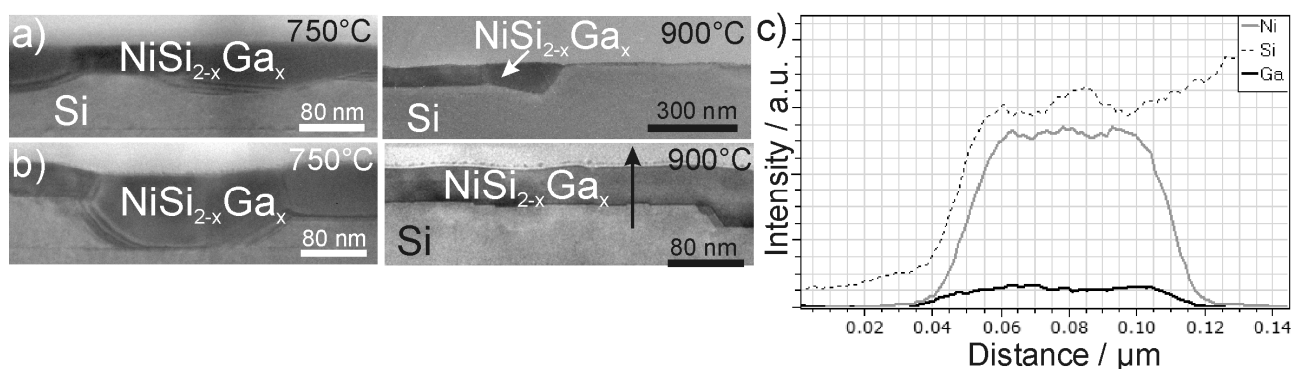 a)
750°C
NiSi2-xGax
Si
80 nm
NiSi2-xGax
900°C
Si
300 nm
b)
750°C
NiSi2-xGax
80 nm
900°C
NiSi2-xGax
Si
80 nm
c)
Ni
Si
Ga
Intensity / a.u.
0.02 0.04 0.06 0.08 0.10 0.12 0.14
Distance / µm